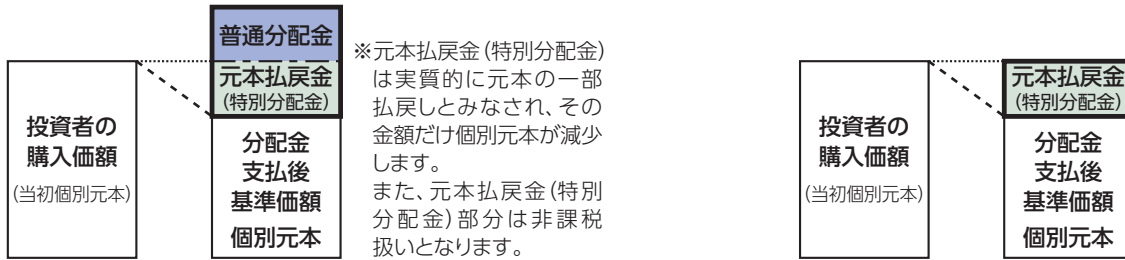 普通分配金
元本払戻金
(特別分配金)
投資者の
購入価額
(当初個別元本)
分配金
支払後
基準価額
個別元本
※元本払戻金(特別分配金)
は実質的に元本の一部
払戻しとみなされ、その
金額だけ個別元本が減少
します。
また、元本払戻金(特別
分配金)部分は非課税
扱いとなります。
元本払戻金
(特別分配金)
投資者の
購入価額
(当初個別元本)
分配金
支払後
基準価額
個別元本